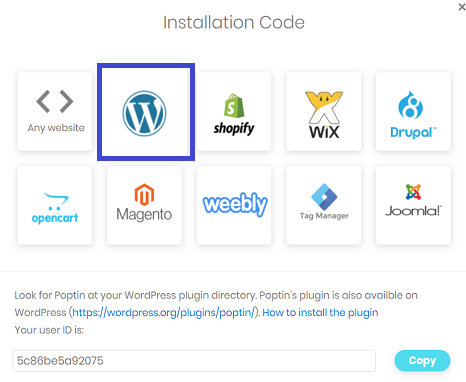 Installation Code
Any website
shopify
WiX
Drupal™
opencart
Magento
weebly
Tag Manager
Joomla!
Look for Poptin at your WordPress plugin directory. Poptin's plugin is also availble on
WordPress (https://wordpress.org/plugins/poptin/). How to install the plugin
Your user ID is:
5c86be5a92075
Copy